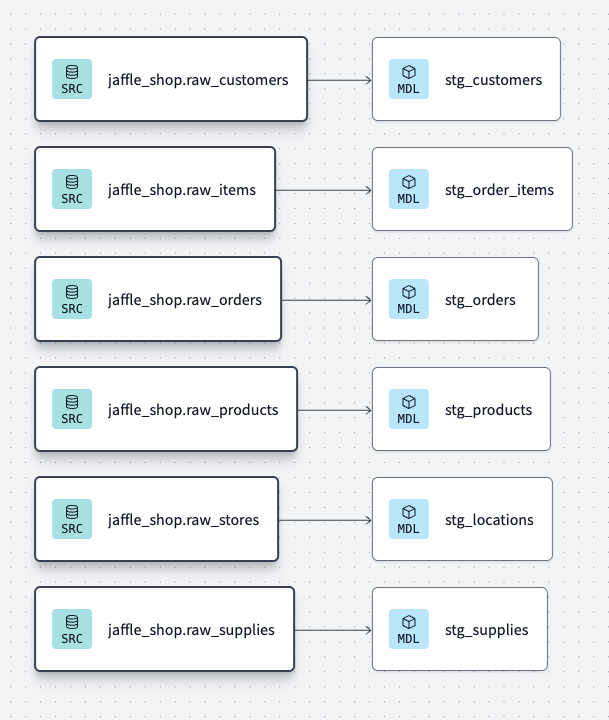 SRC jaffle_shop.raw_customers
MDL stg_customers
SRC jaffle_shop.raw_items
MDL stg_order_items
SRC jaffle_shop.raw_orders
MDL stg_orders
SRC jaffle_shop.raw_products
MDL stg_products
SRC jaffle_shop.raw_stores
MDL stg_locations
SRC jaffle_shop.raw_supplies
MDL stg_supplies